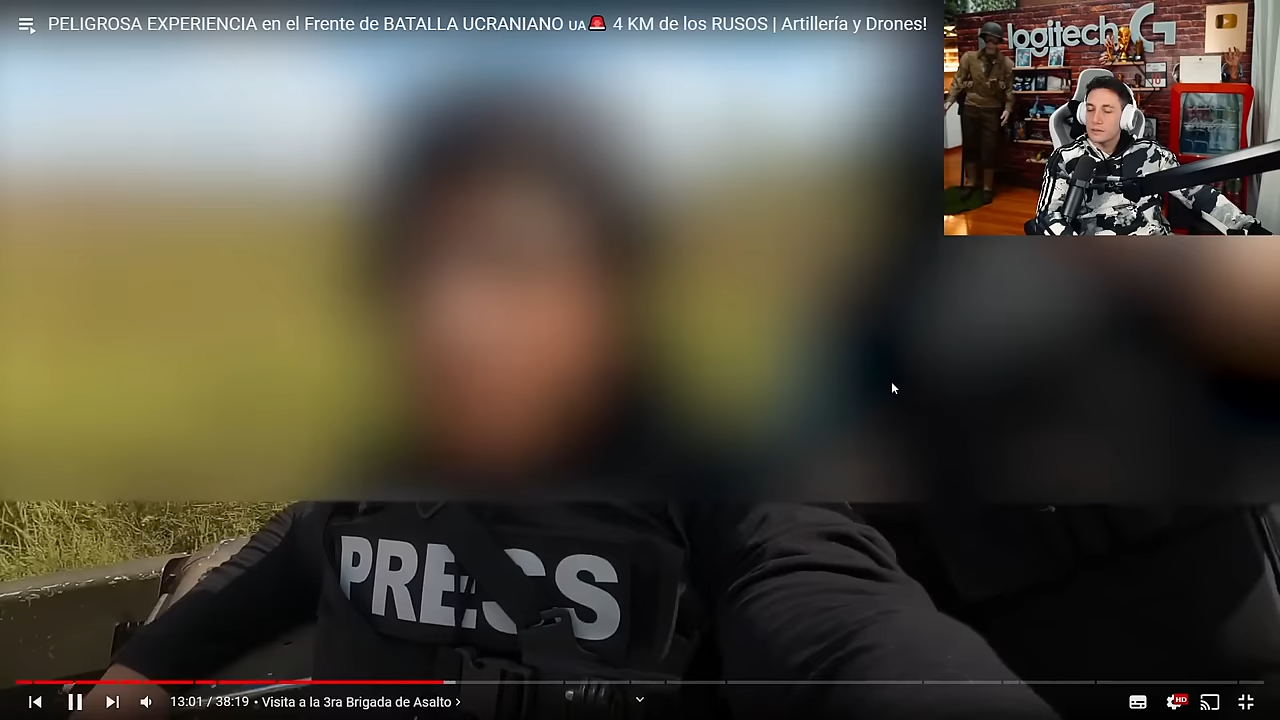 PELIGROSA EXPERIENCIA en el Frente de BATALLA UCRANIANO UA🚨 4 KM de los RUSOS | Artillería y Drones!
logitech G
PRESS
13:01 / 38:19 • Visita a la 3ra Brigada de Asalto >
HD